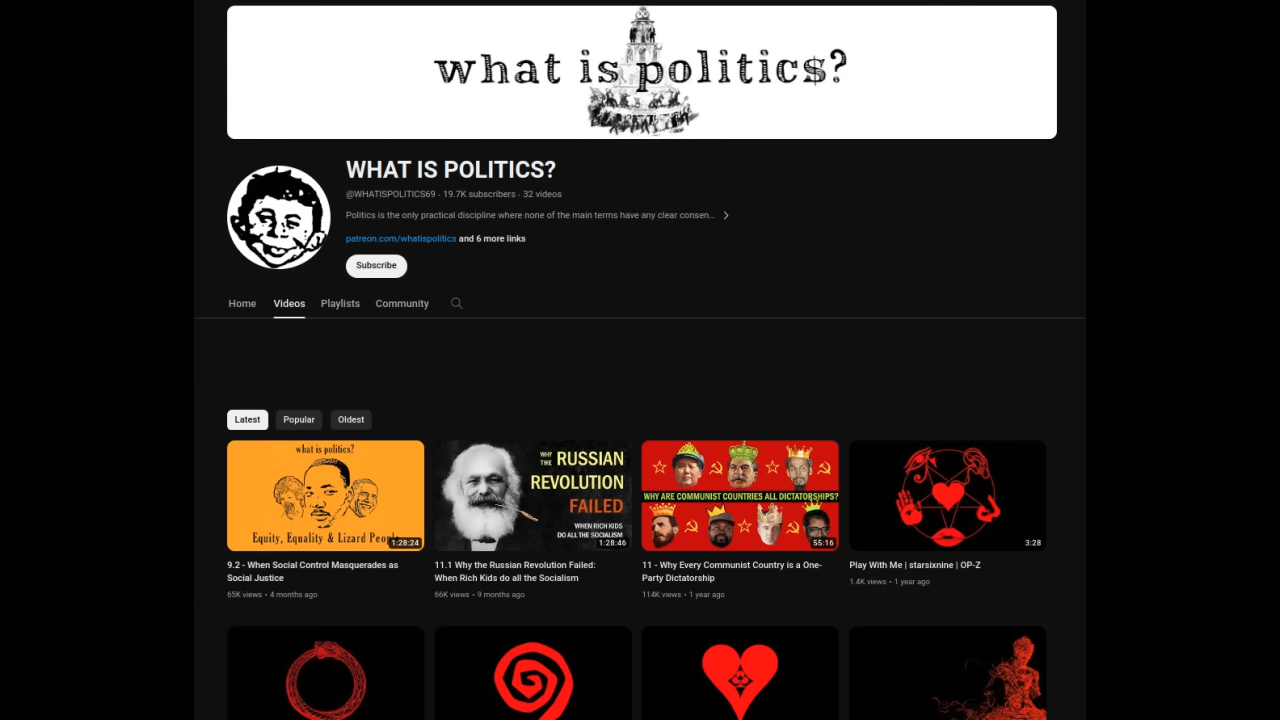 what is politic$?
WHAT IS POLITICS?
@WHATISPOLITICS69 · 19.7K subscribers · 32 videos
Politics is the only practical discipline where none of the main terms have any clear consen...
patreon.com/whatispolitics and 6 more links
Subscribe
Home Videos Playlists Community
Latest Popular Oldest
what is politics?
Equity, Equality & Lizard
1:28:24
WHY THE RUSSIAN
REVOLUTION
FAILED
WHEN RICH KIDS
DO ALL THE SOCIALISM
1:28:46
WHY ARE COMMUNIST COUNTRIES ALL DICTATORSHIPS?
55:16
3:28
9.2 - When Social Control Masquerades as
Social Justice
65K views • 4 months ago
11.1 Why the Russian Revolution Failed:
When Rich Kids do all the Socialism
66K views • 9 months ago
11 - Why Every Communist Country is a One-
Party Dictatorship
114K views • 1 year ago
Play With Me | starsixnine | OP-Z
1.4K views • 1 year ago